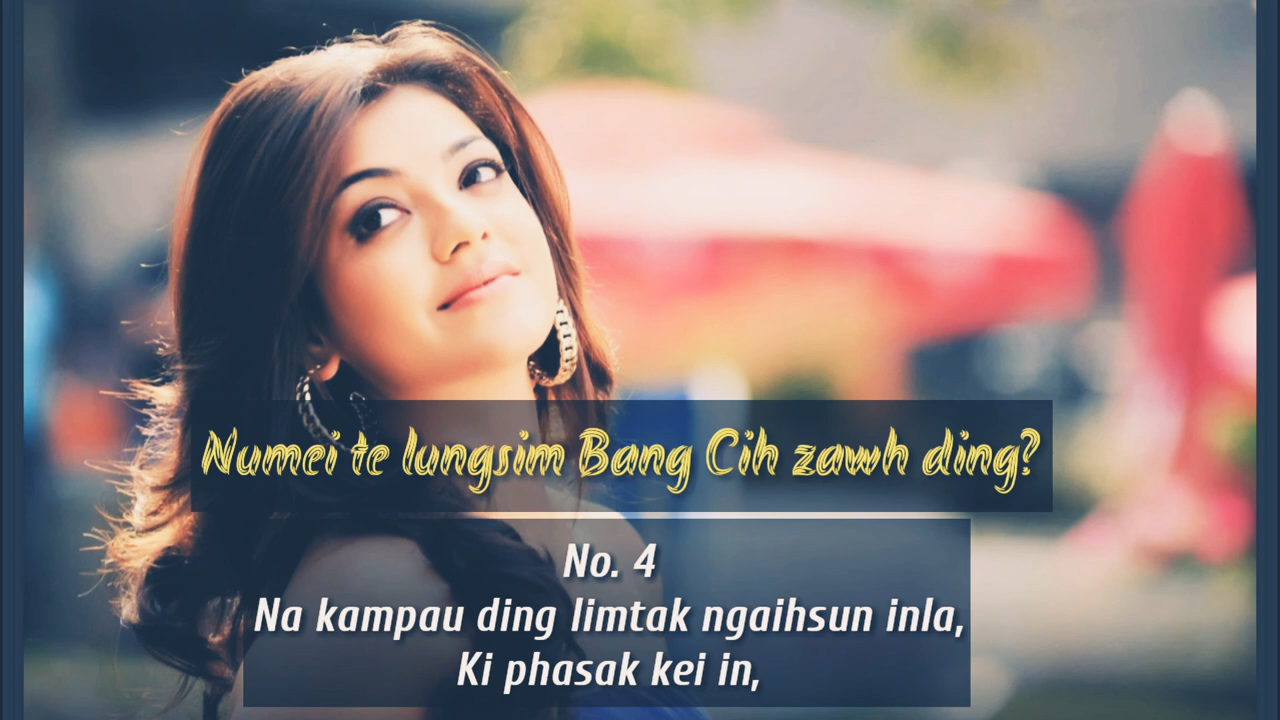 Numei te lungsim Bang Cih zawh ding?
No. 4
Na kampau ding limtak ngaihsun inla,
Ki phasak kei in,